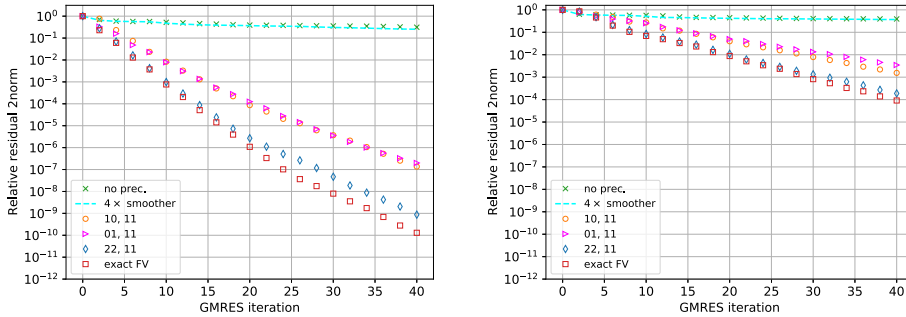 Relative residual 2norm
10^0
10^-1
10^-2
10^-3
10^-4
10^-5
10^-6
10^-7
10^-8
10^-9
10^-10
10^-11
10^-12
no prec.
4 × smoother
10, 11
01, 11
22, 11
exact FV
0 5 10 15 20 25 30 35 40
GMRES iteration
Relative residual 2norm
10^0
10^-1
10^-2
10^-3
10^-4
10^-5
10^-6
10^-7
10^-8
10^-9
10^-10
10^-11
10^-12
no prec.
4 × smoother
10, 11
01, 11
22, 11
exact FV
0 5 10 15 20 25 30 35 40
GMRES iteration